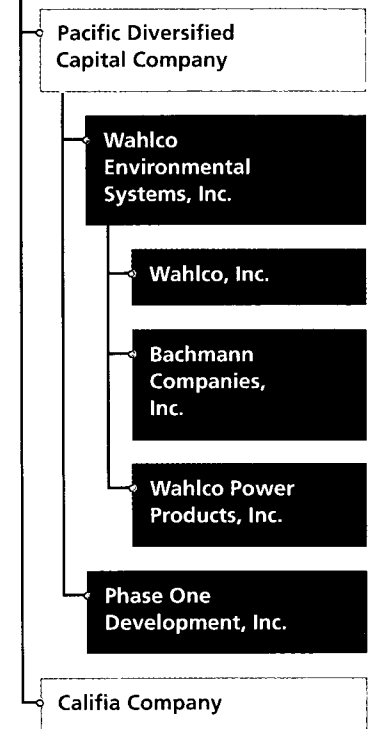 Pacific Diversified
Capital Company
Wahlco
Environmental
Systems, Inc.
Wahlco, Inc.
Bachmann
Companies,
Inc.
Wahlco Power
Products, Inc.
Phase One
Development, Inc.
Califia Company